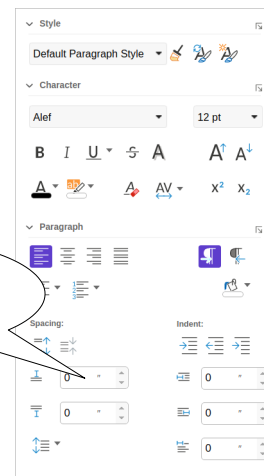 Style
Default Paragraph Style
Character
Alef 12 pt
B I U S A A A
A ab A AV x² x₂
Paragraph
Spacing: Indent:
0 " 0 "
0 " 0 "
0 "